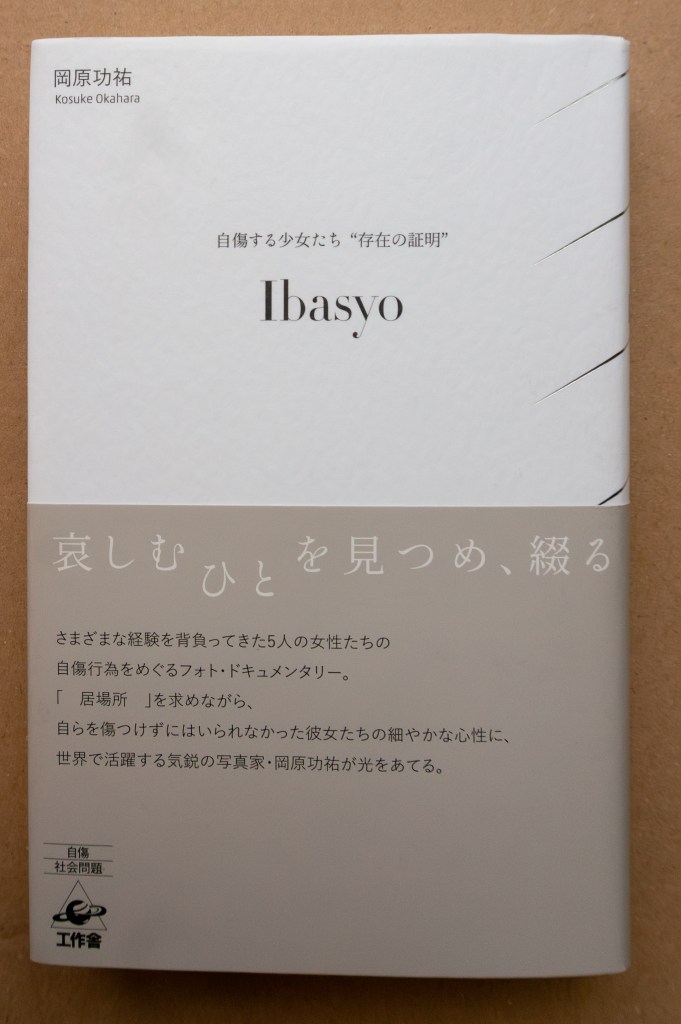 岡原功祐
Kosuke Okahara
自傷する少女たち “存在の証明”
Ibasyo
哀しむひとを見つめ、綴る
さまざまな経験を背負ってきた5人の女性たちの
自傷行為をめぐるフォト・ドキュメンタリー。
「　居場所　」を求めながら、
自らを傷つけずにはいられなかった彼女たちの細やかな心性に、
世界で活躍する気鋭の写真家・岡原功祐が光をあてる。
自傷
社会問題
工作舎